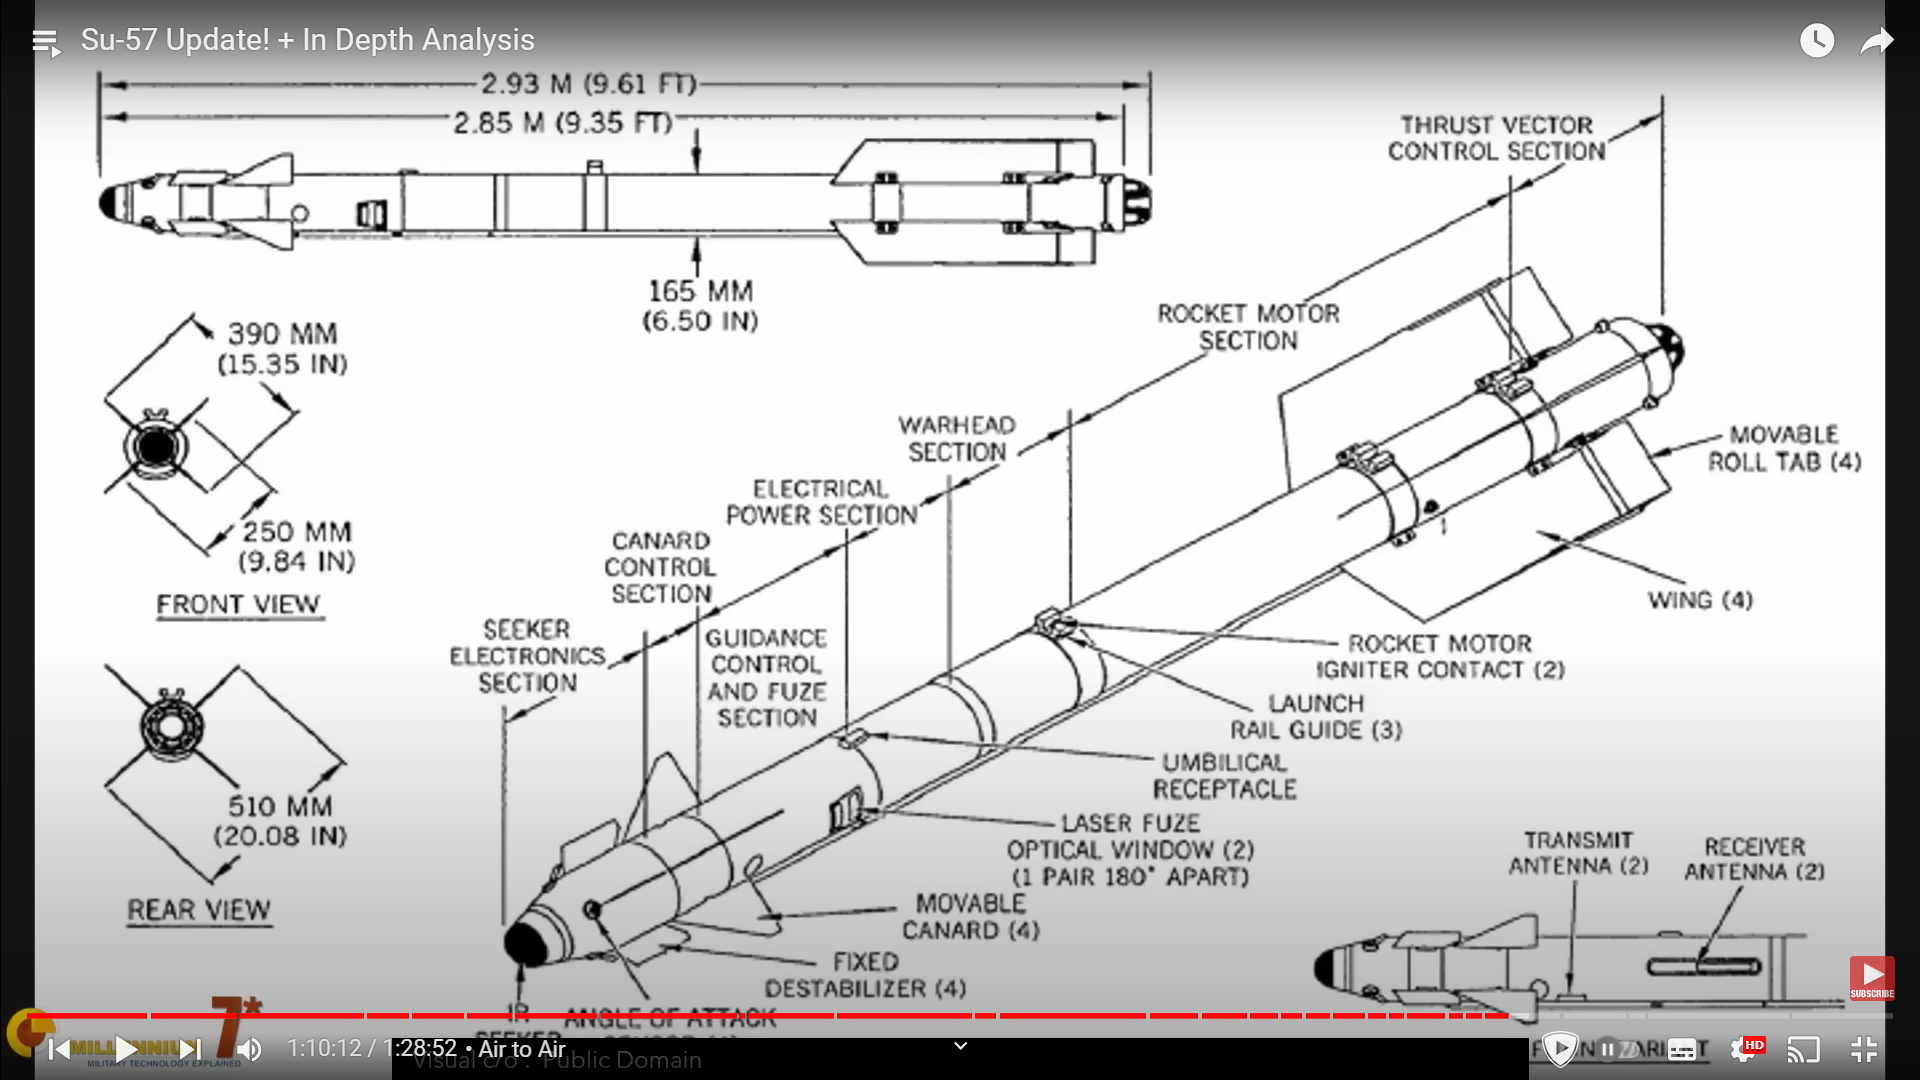 Su-57 Update! + In Depth Analysis
2.93 M (9.61 FT)
2.85 M (9.35 FT)
165 MM
(6.50 IN)
THRUST VECTOR
CONTROL SECTION
ROCKET MOTOR
SECTION
390 MM
(15.35 IN)
250 MM
(9.84 IN)
FRONT VIEW
WARHEAD
SECTION
ELECTRICAL
POWER SECTION
CANARD
CONTROL
SECTION
SEEKER
ELECTRONICS
SECTION
GUIDANCE
CONTROL
AND FUZE
SECTION
MOVABLE
ROLL TAB (4)
WING (4)
ROCKET MOTOR
IGNITER CONTACT (2)
LAUNCH
RAIL GUIDE (3)
UMBILICAL
RECEPTACLE
LASER FUZE
OPTICAL WINDOW (2)
(1 PAIR 180° APART)
MOVABLE
CANARD (4)
FIXED
DESTABILIZER (4)
510 MM
(20.08 IN)
REAR VIEW
TRANSMIT
ANTENNA (2)
RECEIVER
ANTENNA (2)
IR
SEEKER
ANGLE OF ATTACK
SUBSCRIBE
MILLENNIUM 7*
MILITARY TECHNOLOGY EXPLAINED
1:10:12 / 1:28:52 • Air to Air
HD
Visual c/o : Public Domain